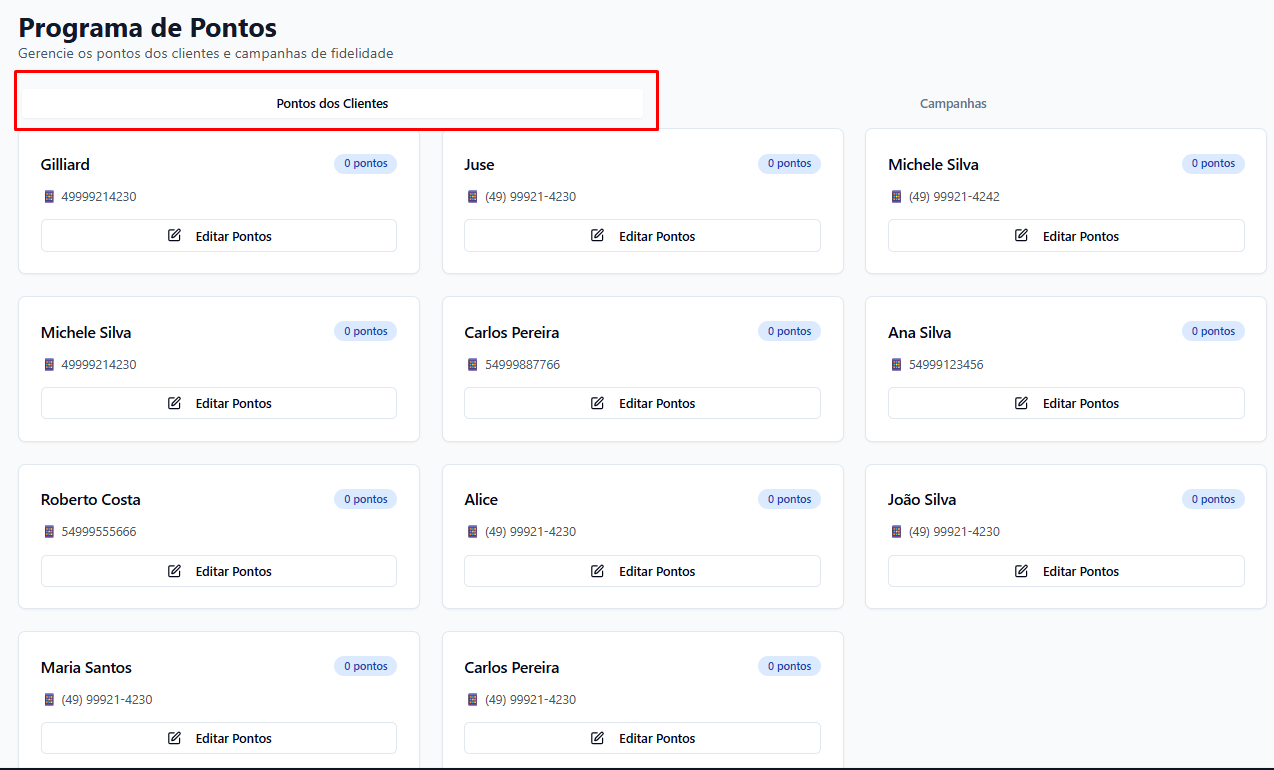 Programa de Pontos
Gerencie os pontos dos clientes e campanhas de fidelidade
Pontos dos Clientes
Campanhas
Gilliard
0 pontos
49999214230
Editar Pontos
Juse
0 pontos
(49) 99921-4230
Editar Pontos
Michele Silva
0 pontos
(49) 99921-4242
Editar Pontos
Michele Silva
0 pontos
49999214230
Editar Pontos
Carlos Pereira
0 pontos
54999887766
Editar Pontos
Ana Silva
0 pontos
54999123456
Editar Pontos
Roberto Costa
0 pontos
54999555666
Editar Pontos
Alice
0 pontos
(49) 99921-4230
Editar Pontos
João Silva
0 pontos
(49) 99921-4230
Editar Pontos
Maria Santos
0 pontos
(49) 99921-4230
Editar Pontos
Carlos Pereira
0 pontos
(49) 99921-4230
Editar Pontos